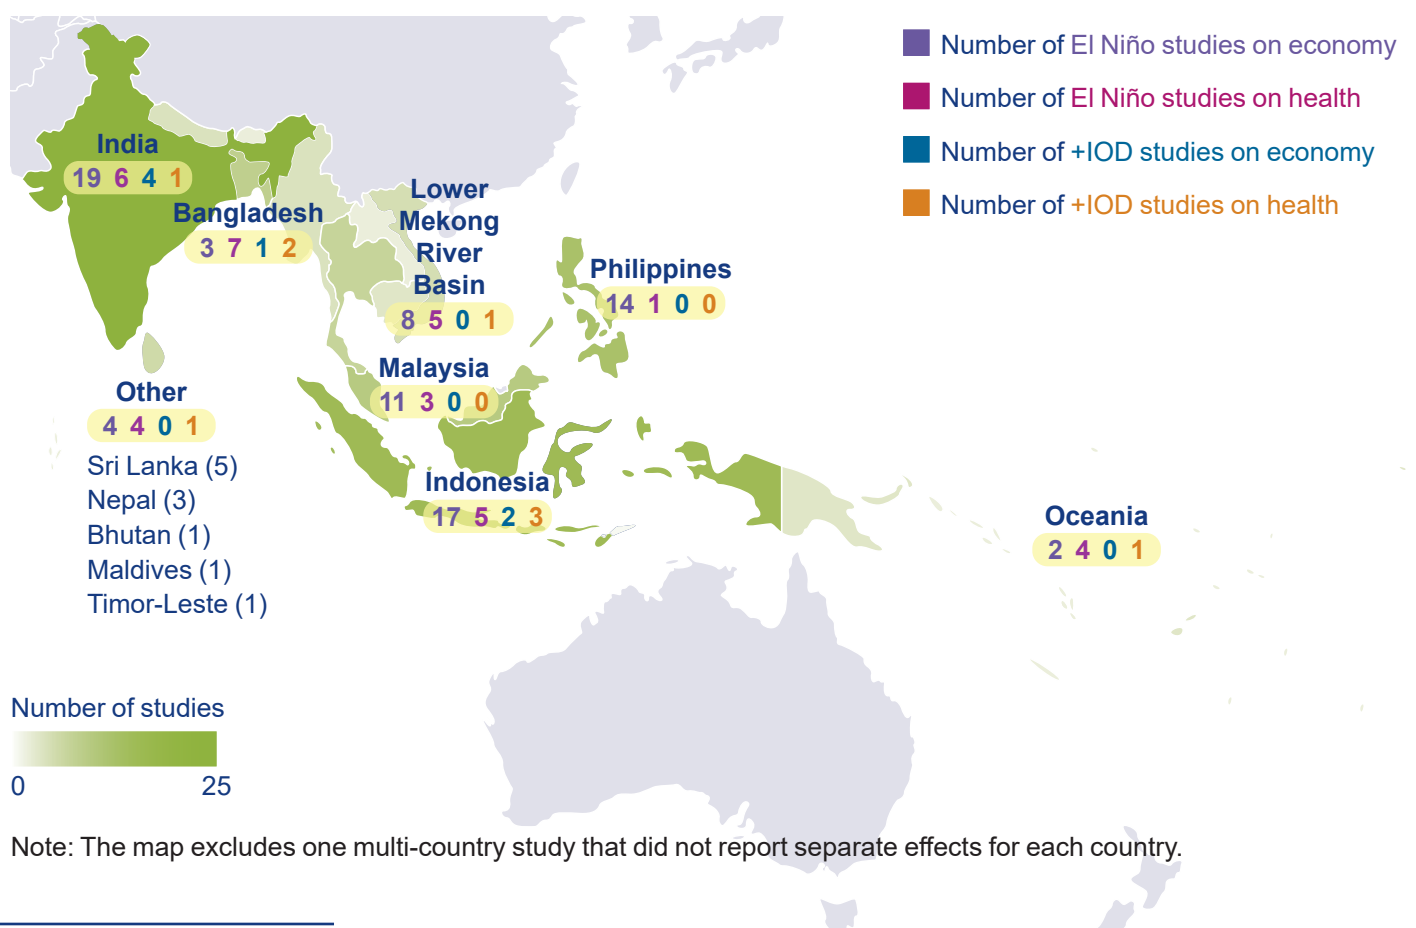 Number of El Niño studies on economy
Number of El Niño studies on health
Number of +IOD studies on economy
Number of +IOD studies on health
India
19 6 4 1
Bangladesh
3 7 1 2
Lower
Mekong
River
Basin
8 5 0 1
Philippines
14 1 0 0
Malaysia
11 3 0 0
Other
4 4 0 1
Sri Lanka (5)
Nepal (3)
Bhutan (1)
Maldives (1)
Timor-Leste (1)
Indonesia
17 5 2 3
Oceania
2 4 0 1
Number of studies
0 25
Note: The map excludes one multi-country study that did not report separate effects for each country.